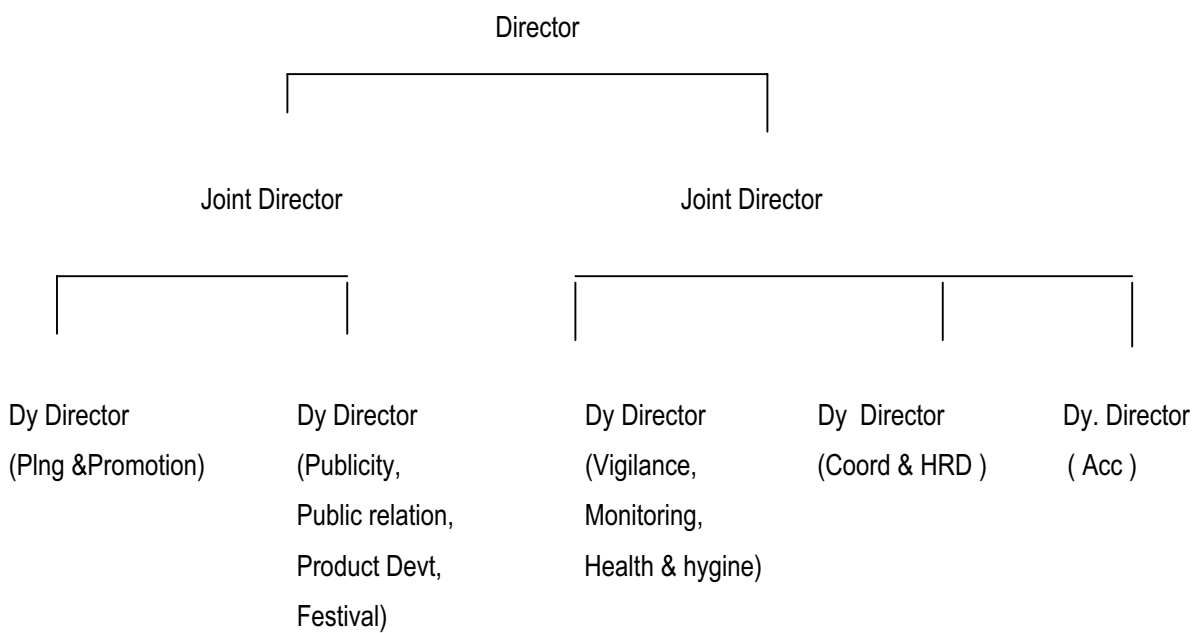 Director
Joint Director
Joint Director
Dy Director
(Plng &Promotion)
Dy Director
(Publicity,
Public relation,
Product Devt,
Festival)
Dy Director
(Vigilance,
Monitoring,
Health & hygine)
Dy  Director
(Coord & HRD )
Dy. Director
( Acc )